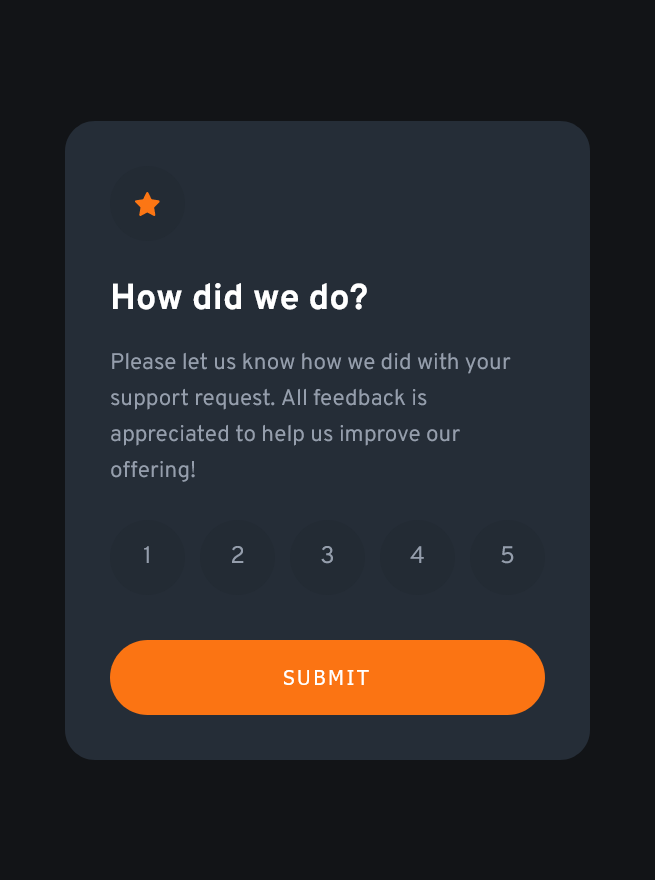 How did we do?
Please let us know how we did with your
support request. All feedback is
appreciated to help us improve our
offering!
1 2 3 4 5
SUBMIT